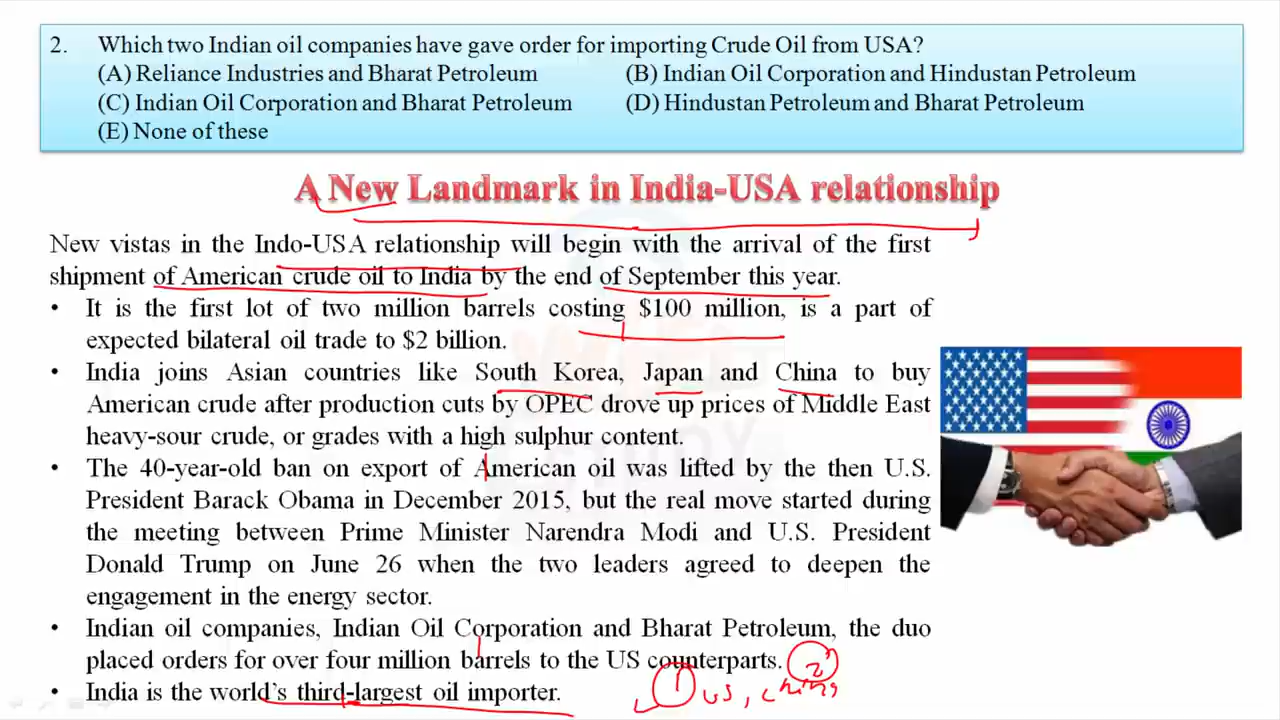 2. Which two Indian oil companies have gave order for importing Crude Oil from USA?
(A) Reliance Industries and Bharat Petroleum (B) Indian Oil Corporation and Hindustan Petroleum
(C) Indian Oil Corporation and Bharat Petroleum (D) Hindustan Petroleum and Bharat Petroleum
(E) None of these
A New Landmark in India-USA relationship
New vistas in the Indo-USA relationship will begin with the arrival of the first
shipment of American crude oil to India by the end of September this year.
• It is the first lot of two million barrels costing $100 million, is a part of
expected bilateral oil trade to $2 billion.
• India joins Asian countries like South Korea, Japan and China to buy
American crude after production cuts by OPEC drove up prices of Middle East
heavy-sour crude, or grades with a high sulphur content.
• The 40-year-old ban on export of American oil was lifted by the then U.S.
President Barack Obama in December 2015, but the real move started during
the meeting between Prime Minister Narendra Modi and U.S. President
Donald Trump on June 26 when the two leaders agreed to deepen the
engagement in the energy sector.
• Indian oil companies, Indian Oil Corporation and Bharat Petroleum, the duo
placed orders for over four million barrels to the US counterparts.
• India is the world's third-largest oil importer.
1 US, China 2